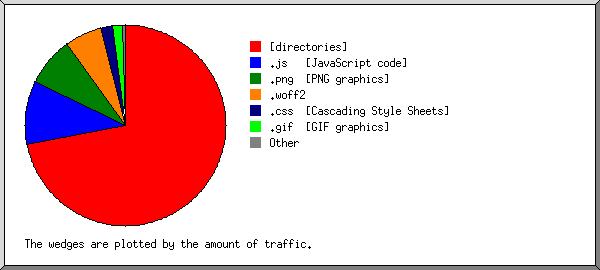 [directories]
.js [JavaScript code]
.png [PNG graphics]
.woff2
.css [Cascading Style Sheets]
.gif [GIF graphics]
Other
The wedges are plotted by the amount of traffic.